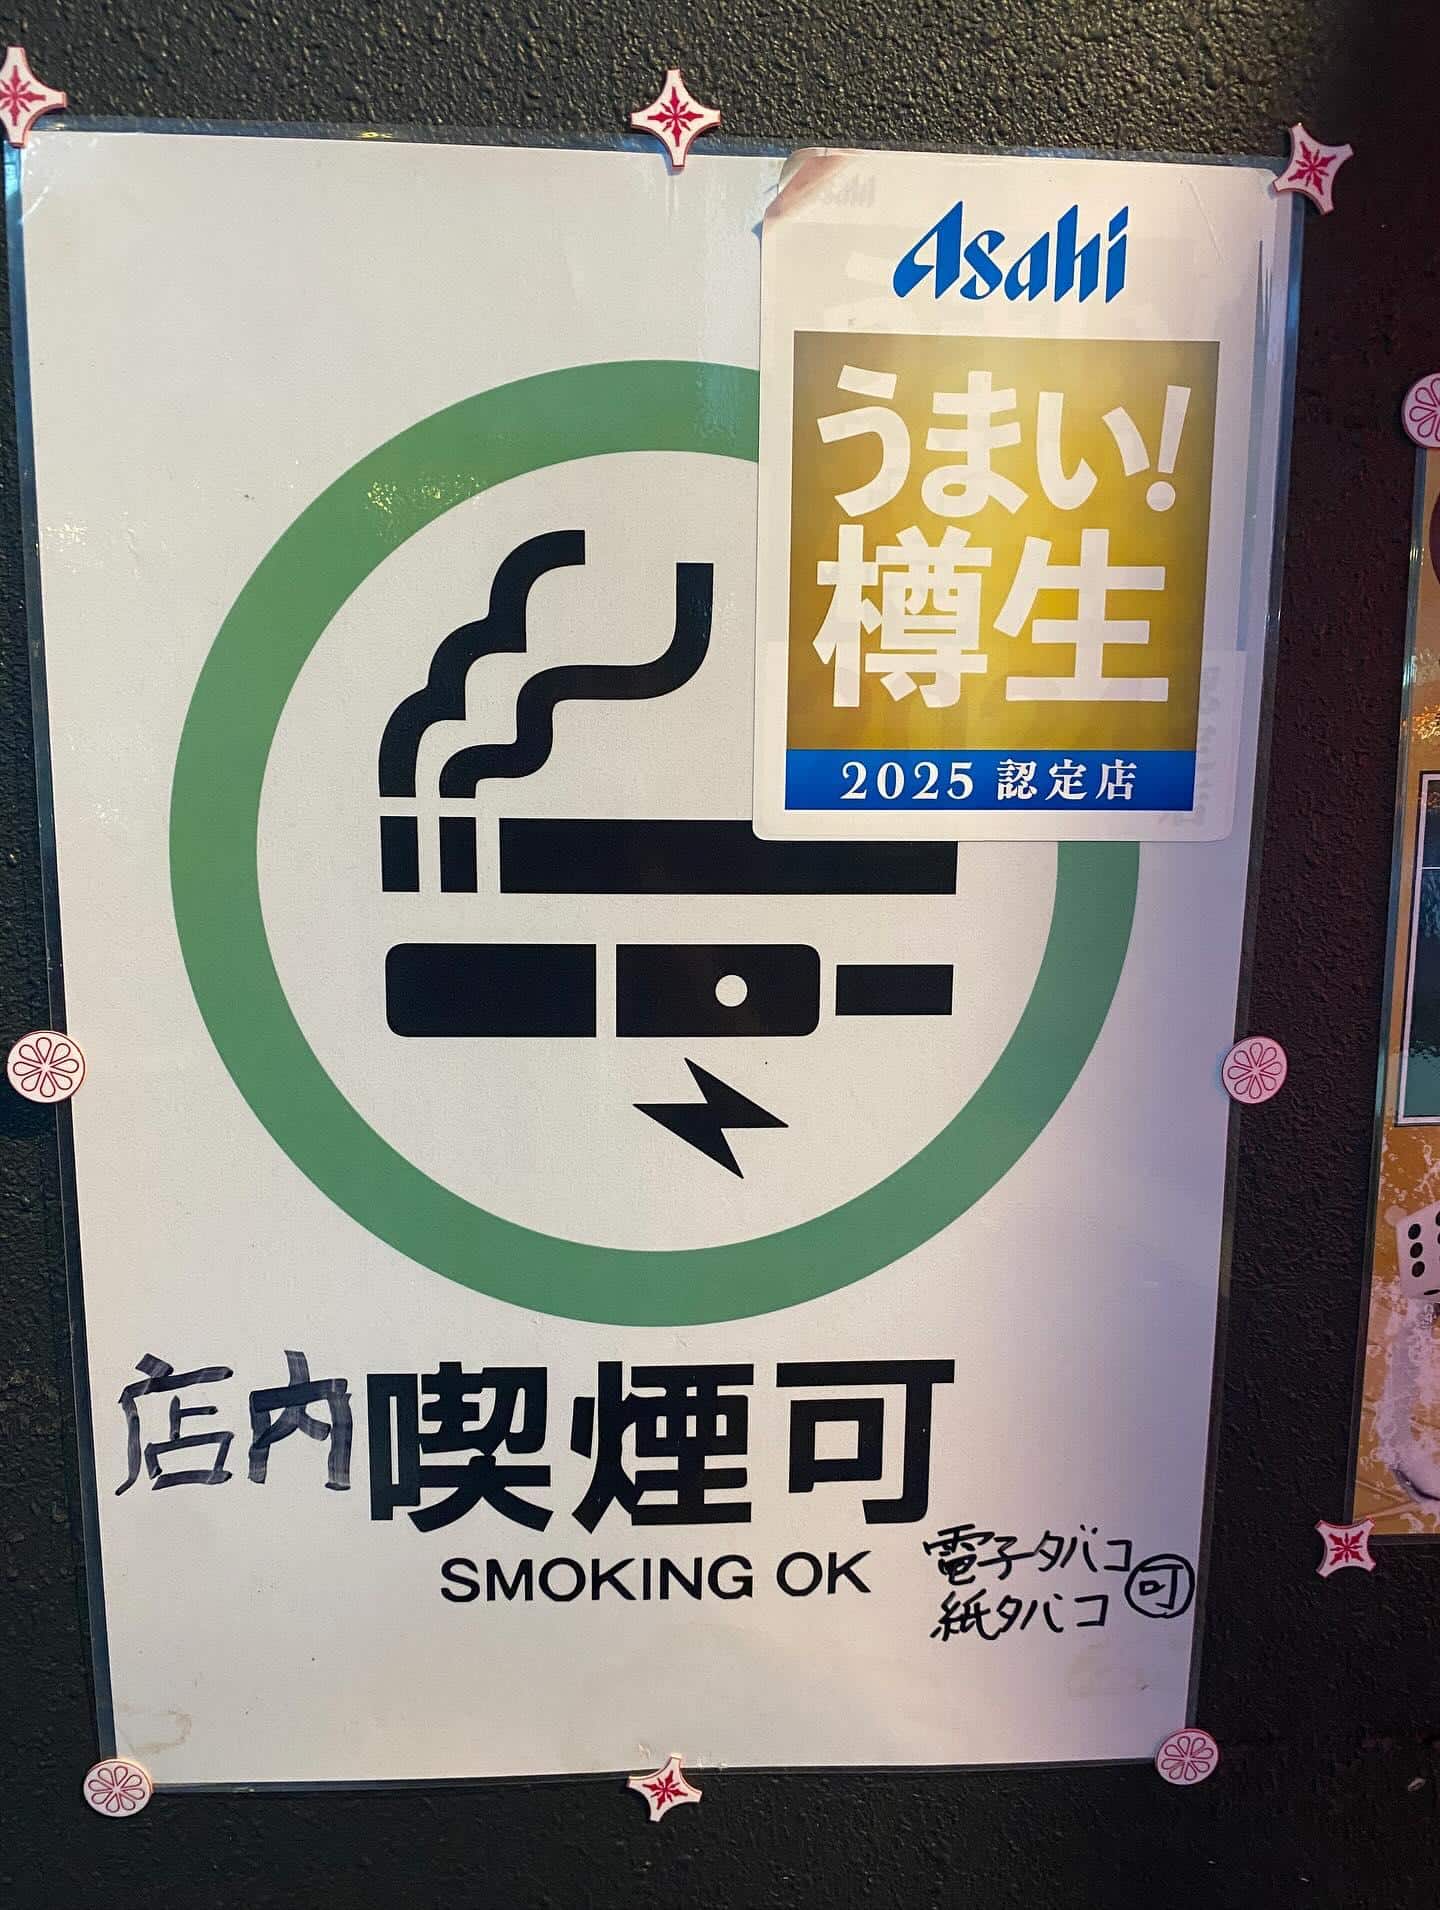 Asahi
うまい!
樽生
2025 認定店
店内喫煙可
SMOKING OK
電子タバコ
紙タバコ
可